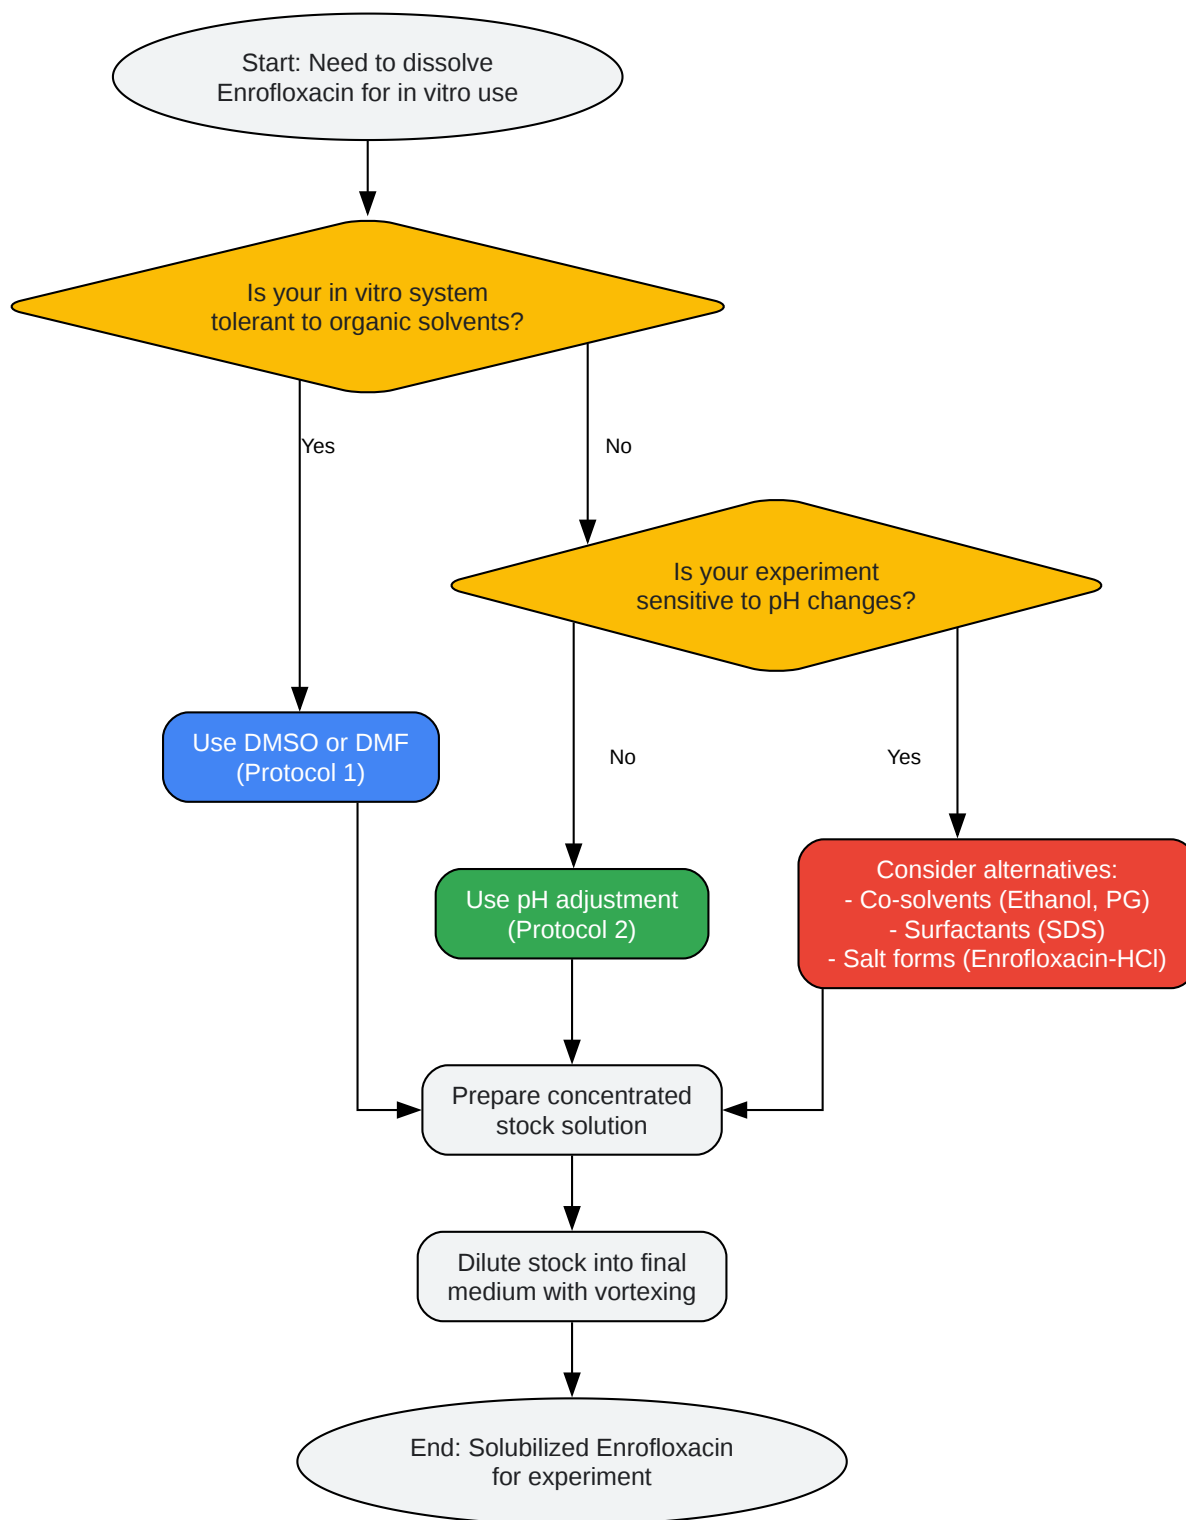 Start: Need to dissolve
Enrofloxacin for in vitro use
Is your in vitro system
tolerant to organic solvents?
Yes
No
Is your experiment
sensitive to pH changes?
Use DMSO or DMF
(Protocol 1)
No
Yes
Use pH adjustment
(Protocol 2)
Consider alternatives:
- Co-solvents (Ethanol, PG)
- Surfactants (SDS)
- Salt forms (Enrofloxacin-HCl)
Prepare concentrated
stock solution
Dilute stock into final
medium with vortexing
End: Solubilized Enrofloxacin
for experiment